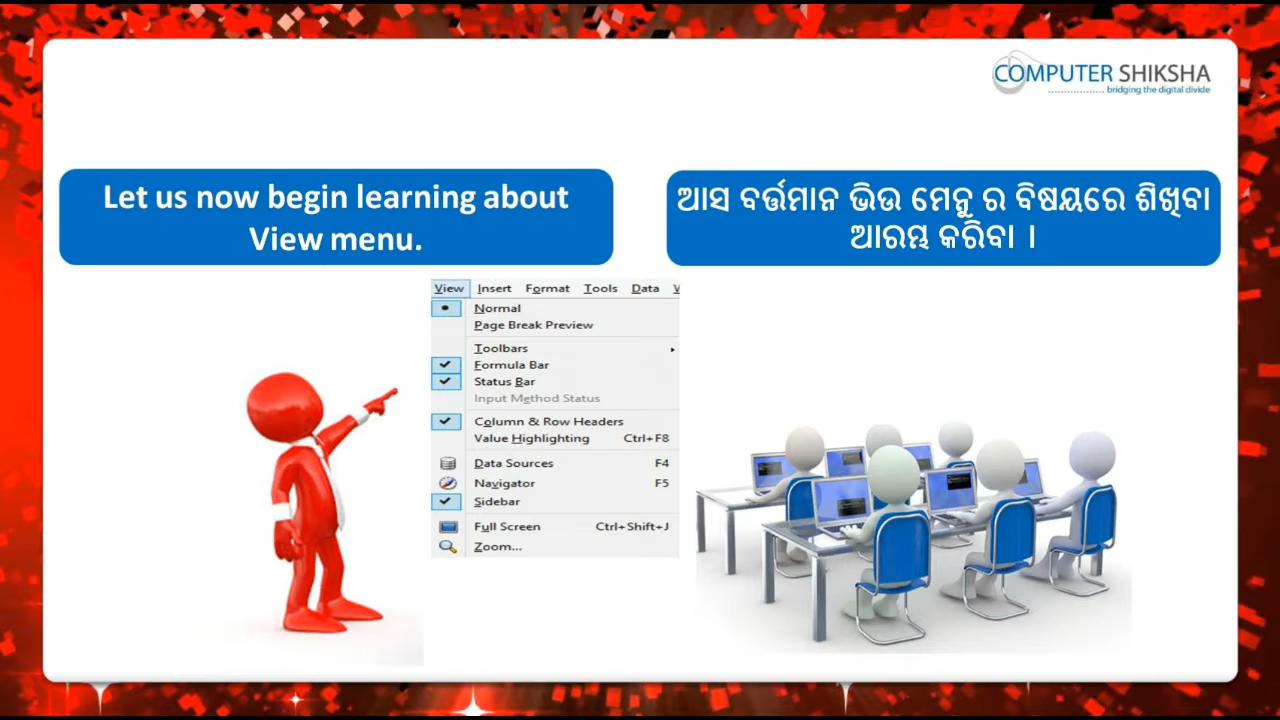 COMPUTER SHIKSHA
bridging the digital divide
Let us now begin learning about
View menu.
ଆସ ବର୍ତ୍ତମାନ ଭିଉ ମେନୁ ର ବିଷୟରେ ଶିଖିବା
ଆରମ୍ଭ କରିବା ।
View Insert Format Tools Data
Normal
Page Break Preview
Toolbars
Formula Bar
Status Bar
Input Method Status
Column & Row Headers
Value Highlighting Ctrl+F8
Data Sources F4
Navigator F5
Sidebar
Full Screen Ctrl+Shift+J
Zoom...